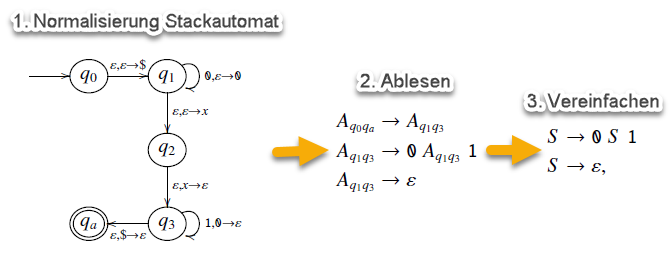 1. Normalisierung Stackautomat
q0
ε,ε→$
q1
0,ε→0
ε,ε→x
q2
ε,x→ε
qa
ε,$→ε
q3
1,0→ε
2. Ablesen
Aq0qa → Aq1q3
Aq1q3 → 0 Aq1q3 1
Aq1q3 → ε
3. Vereinfachen
S → 0 S 1
S → ε,